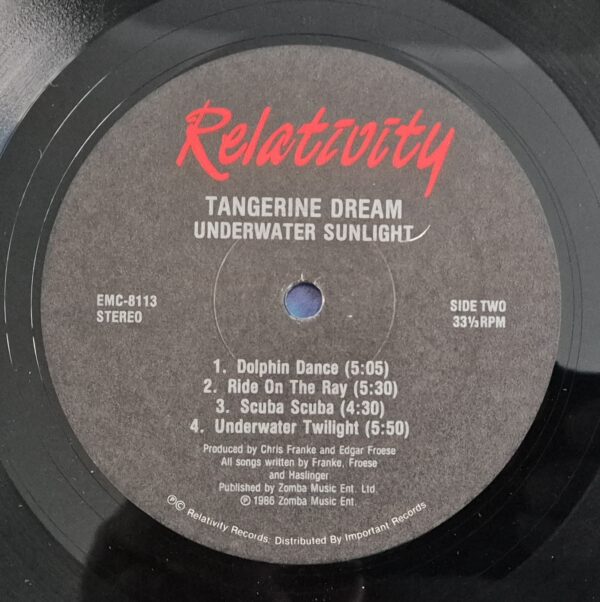 Relativity
TANGERINE DREAM
UNDERWATER SUNLIGHT
EMC-8113
STEREO
SIDE TWO
33⅓ RPM
1. Dolphin Dance (5:05)
2. Ride On The Ray (5:30)
3. Scuba Scuba (4:30)
4. Underwater Twilight (5:50)
Produced by Chris Franke and Edgar Froese
All songs written by Franke, Froese
and Haslinger
Published by Zomba Music Ent. Ltd.
℗ 1986 Zomba Music Ent.
℗© Relativity Records; Distributed By Important Records